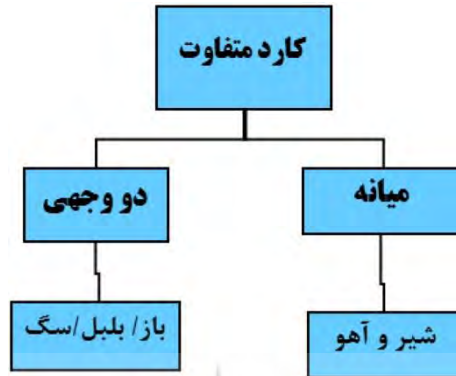 کارد متفاوت
میانه
دو وجهی
شیر و آهو
باز/ بلبل/سگ